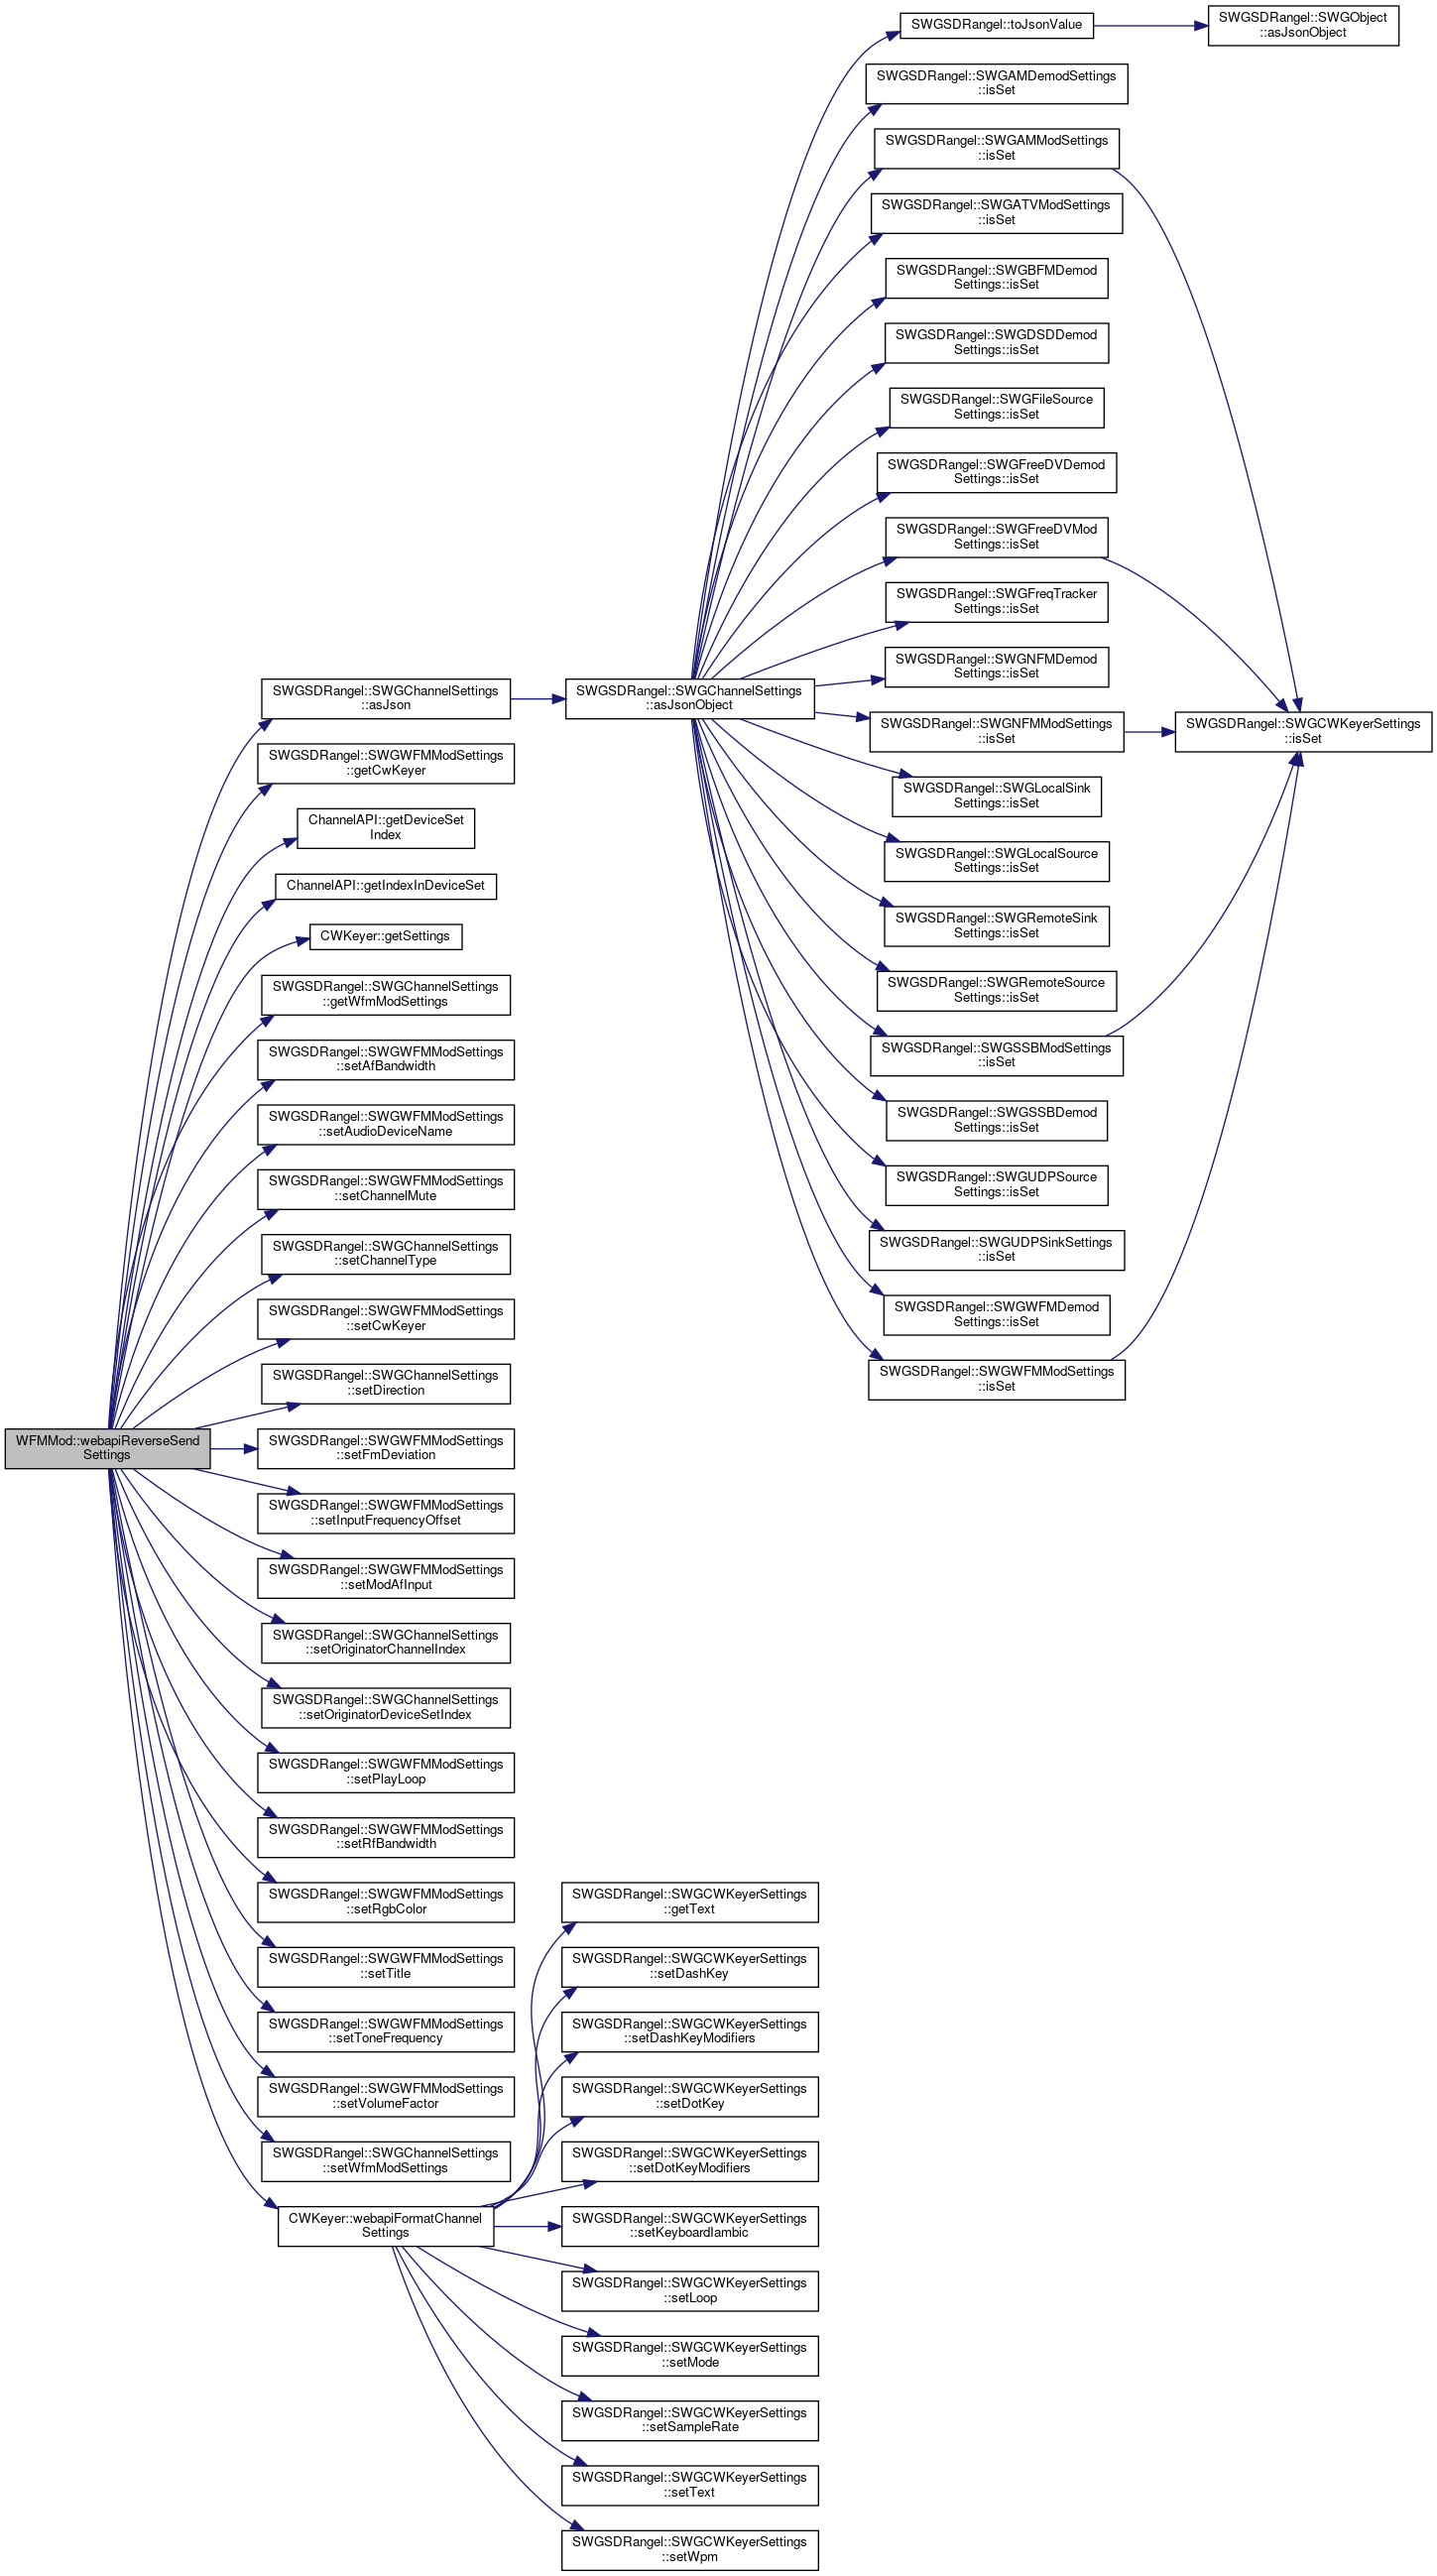 WFMMod::webapiReverseSend
Settings
SWGSDRangel::SWGChannelSettings
::asJson
SWGSDRangel::SWGWFMModSettings
::getCwKeyer
ChannelAPI::getDeviceSet
Index
ChannelAPI::getIndexInDeviceSet
CWKeyer::getSettings
SWGSDRangel::SWGChannelSettings
::getWfmModSettings
SWGSDRangel::SWGWFMModSettings
::setAfBandwidth
SWGSDRangel::SWGWFMModSettings
::setAudioDeviceName
SWGSDRangel::SWGWFMModSettings
::setChannelMute
SWGSDRangel::SWGChannelSettings
::setChannelType
SWGSDRangel::SWGWFMModSettings
::setCwKeyer
SWGSDRangel::SWGChannelSettings
::setDirection
SWGSDRangel::SWGWFMModSettings
::setFmDeviation
SWGSDRangel::SWGWFMModSettings
::setInputFrequencyOffset
SWGSDRangel::SWGWFMModSettings
::setModAfInput
SWGSDRangel::SWGChannelSettings
::setOriginatorChannelIndex
SWGSDRangel::SWGChannelSettings
::setOriginatorDeviceSetIndex
SWGSDRangel::SWGWFMModSettings
::setPlayLoop
SWGSDRangel::SWGWFMModSettings
::setRfBandwidth
SWGSDRangel::SWGWFMModSettings
::setRgbColor
SWGSDRangel::SWGWFMModSettings
::setTitle
SWGSDRangel::SWGWFMModSettings
::setToneFrequency
SWGSDRangel::SWGWFMModSettings
::setVolumeFactor
SWGSDRangel::SWGChannelSettings
::setWfmModSettings
CWKeyer::webapiFormatChannel
Settings
SWGSDRangel::SWGChannelSettings
::asJsonObject
SWGSDRangel::SWGCWKeyerSettings
::getText
SWGSDRangel::SWGCWKeyerSettings
::setDashKey
SWGSDRangel::SWGCWKeyerSettings
::setDashKeyModifiers
SWGSDRangel::SWGCWKeyerSettings
::setDotKey
SWGSDRangel::SWGCWKeyerSettings
::setDotKeyModifiers
SWGSDRangel::SWGCWKeyerSettings
::setKeyboardIambic
SWGSDRangel::SWGCWKeyerSettings
::setLoop
SWGSDRangel::SWGCWKeyerSettings
::setMode
SWGSDRangel::SWGCWKeyerSettings
::setSampleRate
SWGSDRangel::SWGCWKeyerSettings
::setText
SWGSDRangel::SWGCWKeyerSettings
::setWpm
SWGSDRangel::toJsonValue
SWGSDRangel::SWGAMDemodSettings
::isSet
SWGSDRangel::SWGAMModSettings
::isSet
SWGSDRangel::SWGATVModSettings
::isSet
SWGSDRangel::SWGBFMDemod
Settings::isSet
SWGSDRangel::SWGDSDDemod
Settings::isSet
SWGSDRangel::SWGFileSource
Settings::isSet
SWGSDRangel::SWGFreeDVDemod
Settings::isSet
SWGSDRangel::SWGFreeDVMod
Settings::isSet
SWGSDRangel::SWGFreqTracker
Settings::isSet
SWGSDRangel::SWGNFMDemod
Settings::isSet
SWGSDRangel::SWGNFMModSettings
::isSet
SWGSDRangel::SWGLocalSink
Settings::isSet
SWGSDRangel::SWGLocalSource
Settings::isSet
SWGSDRangel::SWGRemoteSink
Settings::isSet
SWGSDRangel::SWGRemoteSource
Settings::isSet
SWGSDRangel::SWGSSBModSettings
::isSet
SWGSDRangel::SWGSSBDemod
Settings::isSet
SWGSDRangel::SWGUDPSource
Settings::isSet
SWGSDRangel::SWGUDPSinkSettings
::isSet
SWGSDRangel::SWGWFMDemod
Settings::isSet
SWGSDRangel::SWGWFMModSettings
::isSet
SWGSDRangel::SWGObject
::asJsonObject
SWGSDRangel::SWGCWKeyerSettings
::isSet